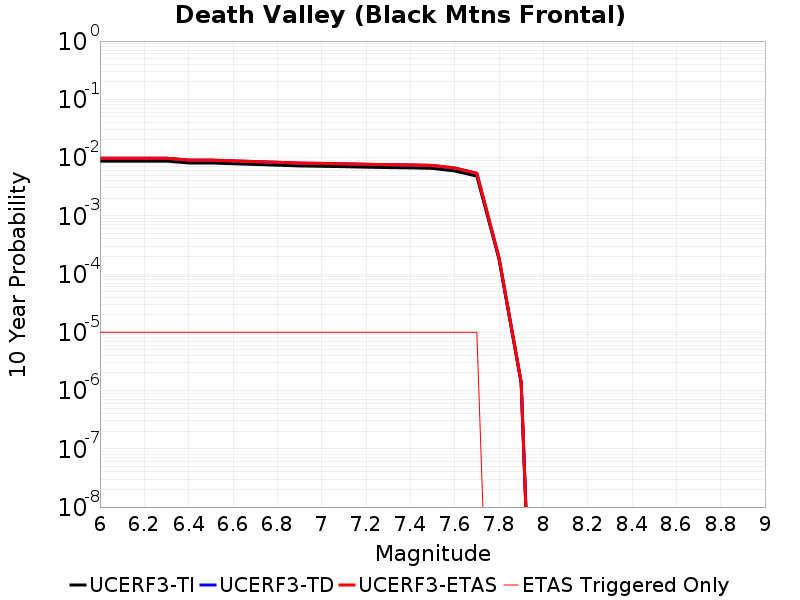 Death Valley (Black Mtns Frontal)
10 Year Probability
10^0
10^-1
10^-2
10^-3
10^-4
10^-5
10^-6
10^-7
10^-8
6 6.2 6.4 6.6 6.8 7 7.2 7.4 7.6 7.8 8 8.2 8.4 8.6 8.8 9
Magnitude
UCERF3-TI UCERF3-TD UCERF3-ETAS ETAS Triggered Only